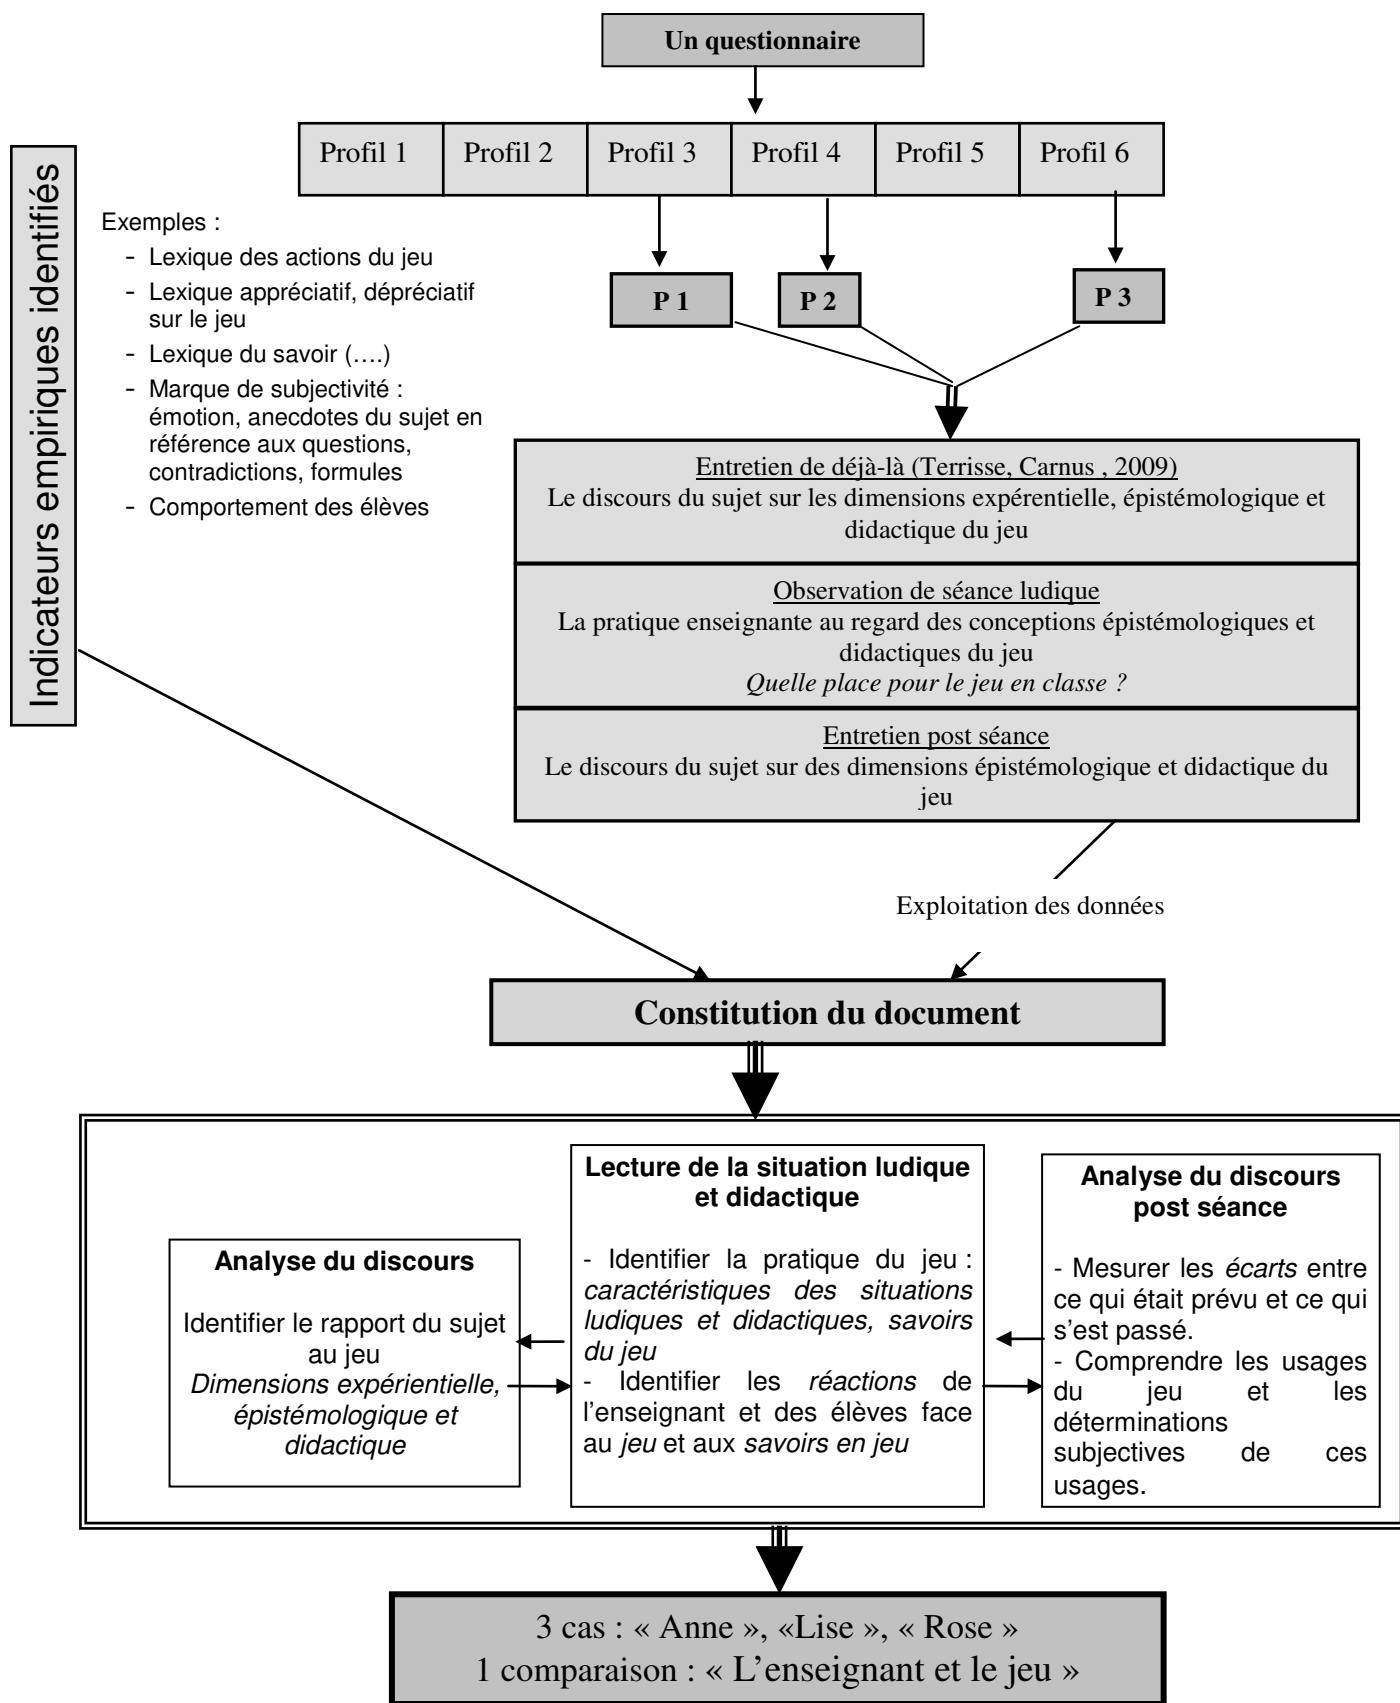 Un questionnaire
Profil 1
Profil 2
Profil 3
Profil 4
Profil 5
Profil 6
Indicateurs empiriques identifiés
Exemples :
- Lexique des actions du jeu
- Lexique appréciatif, dépréciatif
sur le jeu
- Lexique du savoir (….)
- Marque de subjectivité :
émotion, anecdotes du sujet en
référence aux questions,
contradictions, formules
- Comportement des élèves
P 1
P 2
P 3
Entretien de déjà-là (Terrisse, Carnus , 2009)
Le discours du sujet sur les dimensions expérentielle, épistémologique et
didactique du jeu
Observation de séance ludique
La pratique enseignante au regard des conceptions épistémologiques et
didactiques du jeu
Quelle place pour le jeu en classe ?
Entretien post séance
Le discours du sujet sur des dimensions épistémologique et didactique du
jeu
Exploitation des données
Constitution du document
Analyse du discours
Identifier le rapport du sujet
au jeu
Dimensions expérientielle,
épistémologique et
didactique
Lecture de la situation ludique
et didactique
- Identifier la pratique du jeu :
caractéristiques des situations
ludiques et didactiques, savoirs
du jeu
- Identifier les réactions de
l'enseignant et des élèves face
au jeu et aux savoirs en jeu
Analyse du discours
post séance
- Mesurer les écarts entre
ce qui était prévu et ce qui
s'est passé.
- Comprendre les usages
du jeu et les
déterminations
subjectives de ces
usages.
3 cas : « Anne », «Lise », « Rose »
1 comparaison : « L'enseignant et le jeu »